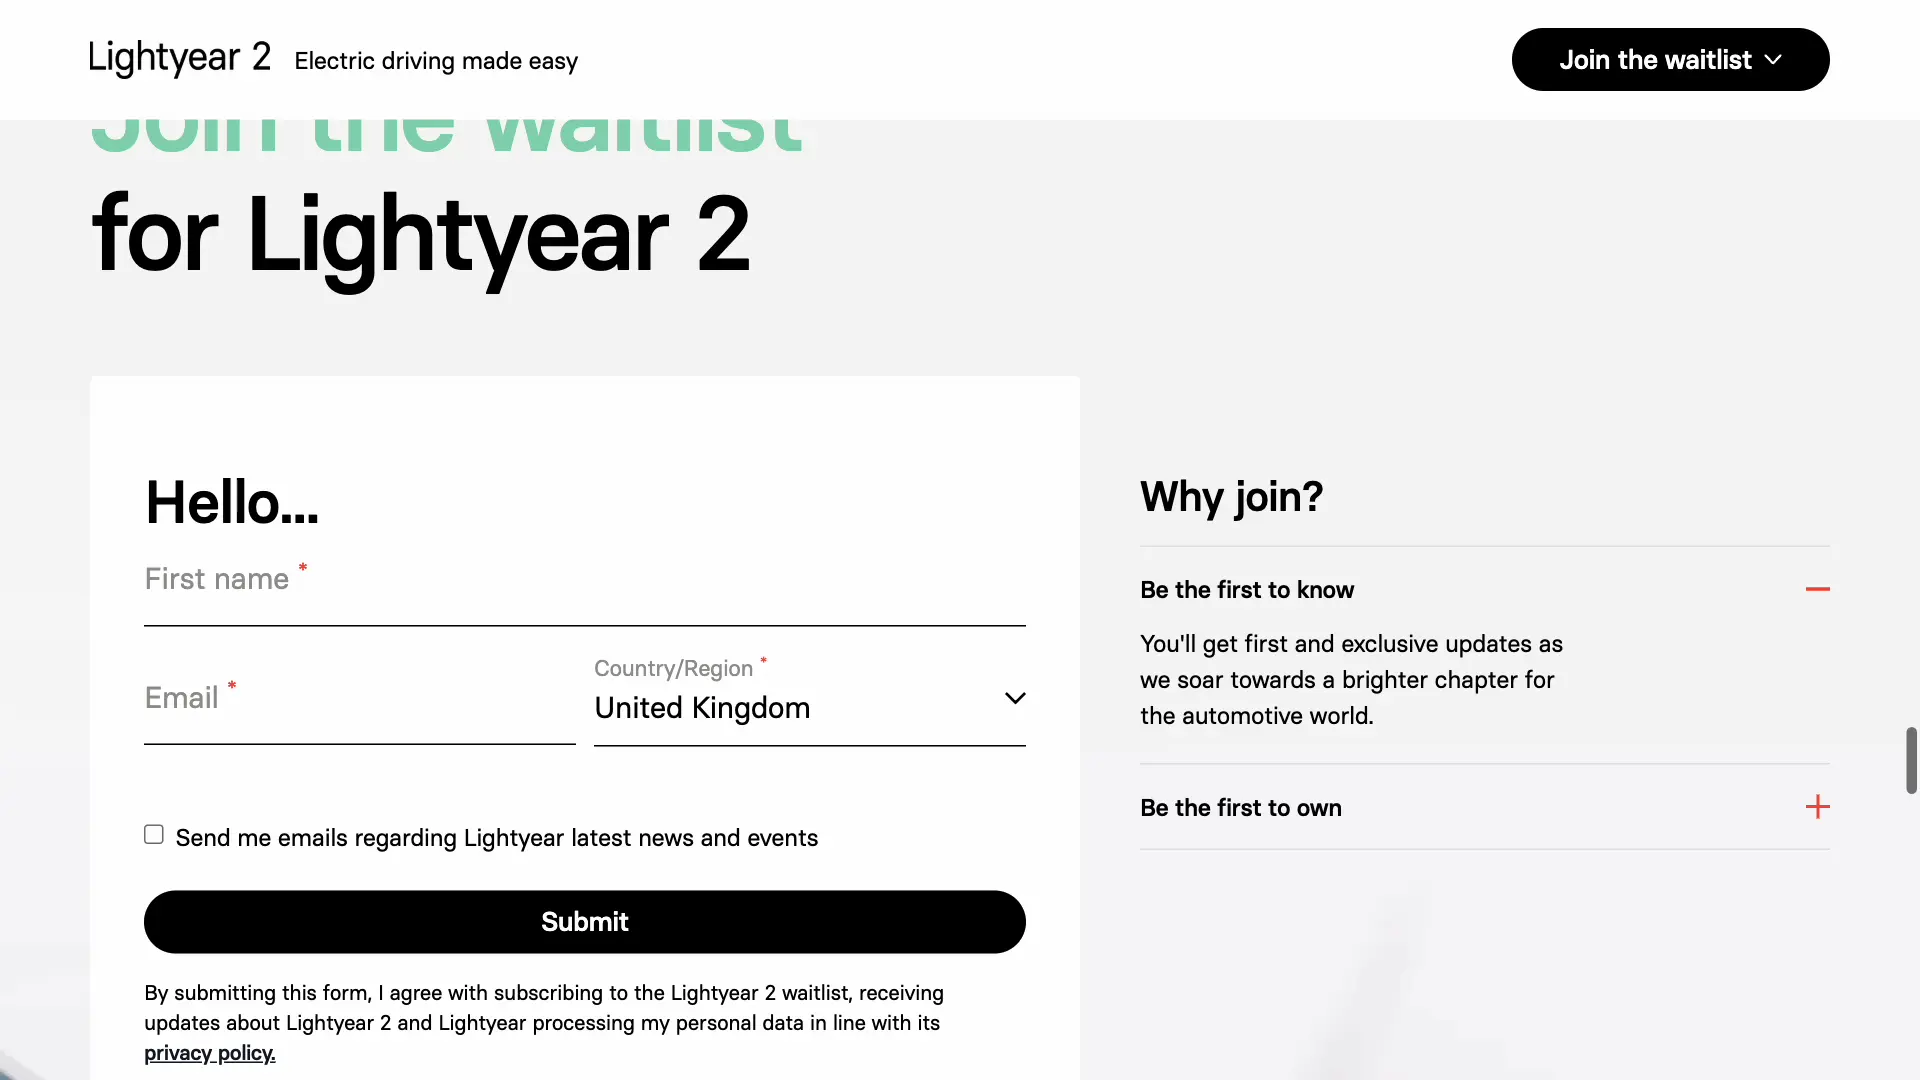 Lightyear 2
Electric driving made easy
Join the waitlist
Join the waitlist
for Lightyear 2
Hello...
First name *
Email *
Country/Region *
United Kingdom
Send me emails regarding Lightyear latest news and events
Submit
By submitting this form, I agree with subscribing to the Lightyear 2 waitlist, receiving
updates about Lightyear 2 and Lightyear processing my personal data in line with its
privacy policy.
Why join?
Be the first to know
You'll get first and exclusive updates as
we soar towards a brighter chapter for
the automotive world.
Be the first to own